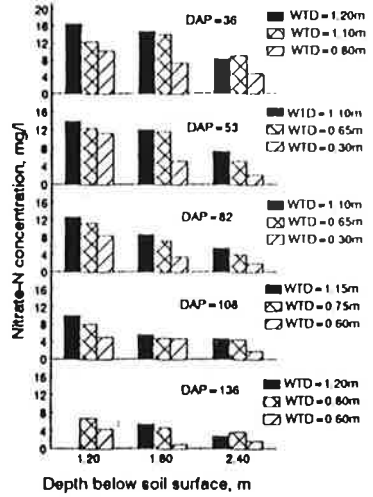 Nitrate-N concentration, mg/l
20
16
12
8
4
0
DAP=36
WTD=1.20m
WTD=1.10m
WTD=0.80m
16
12
8
4
0
DAP=53
WTD=1.10m
WTD=0.65m
WTD=0.30m
16
12
8
4
0
DAP=82
WTD=1.10m
WTD=0.65m
WTD=0.30m
16
12
8
4
0
DAP=108
WTD=1.15m
WTD=0.75m
WTD=0.60m
16
12
8
4
0
DAP=136
WTD=1.20m
WTD=0.80m
WTD=0.60m
1.20 1.80 2.40
Depth below soil surface, m